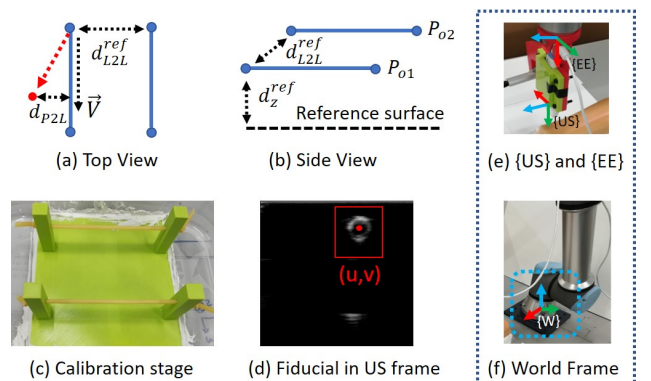 d_{L2L}^{ref}
d_{P2L}
\vec{V}
(a) Top View
P_{o2}
d_{L2L}^{ref}
P_{o1}
d_z^{ref}
Reference surface
(b) Side View
{EE}
{US}
(e) {US} and {EE}
(c) Calibration stage
(u,v)
(d) Fiducial in US frame
{W}
(f) World Frame